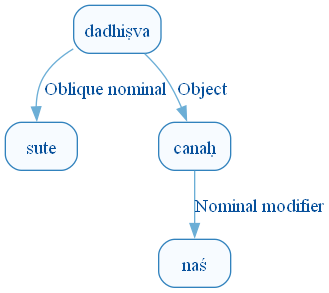 dadhiṣva
Oblique nominal Object
sute canaḥ
Nominal modifier
naś